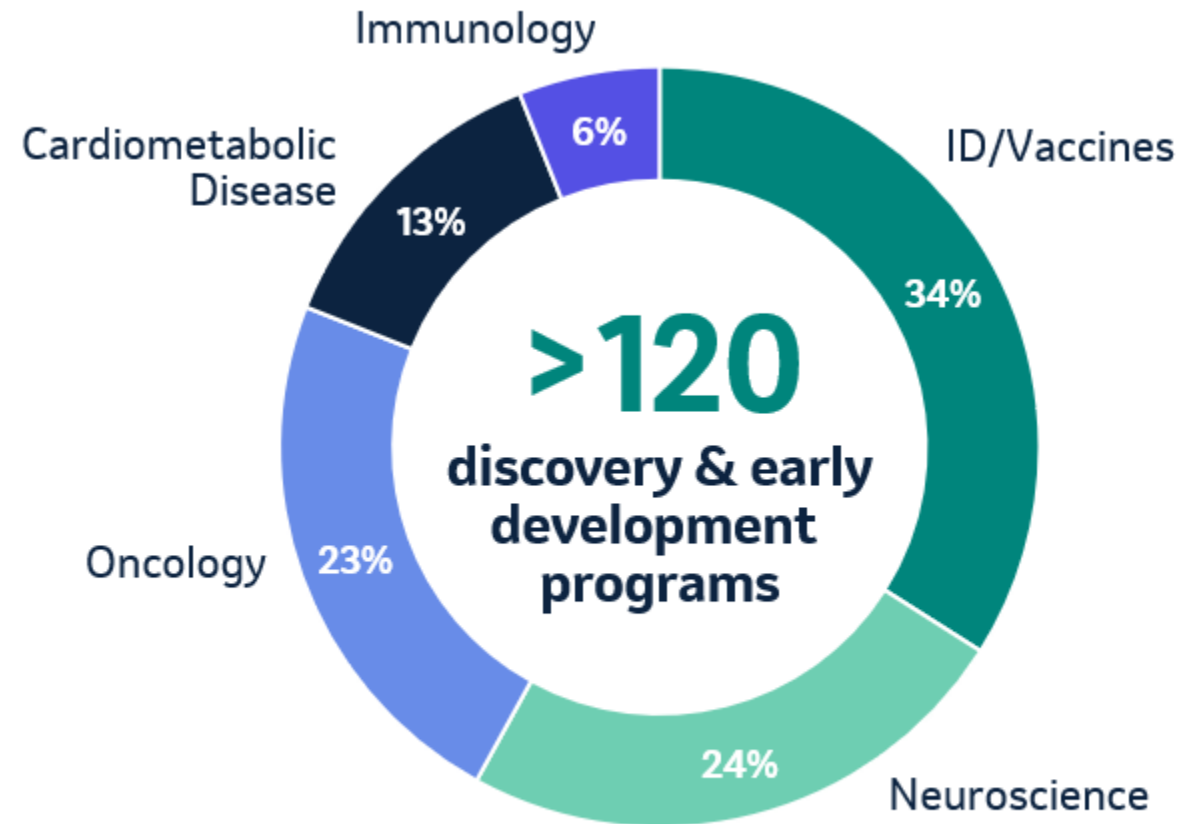 Immunology
Cardiometabolic
Disease
6%
ID/Vaccines
13%
34%
>120
discovery & early
development
programs
Oncology
23%
24%
Neuroscience